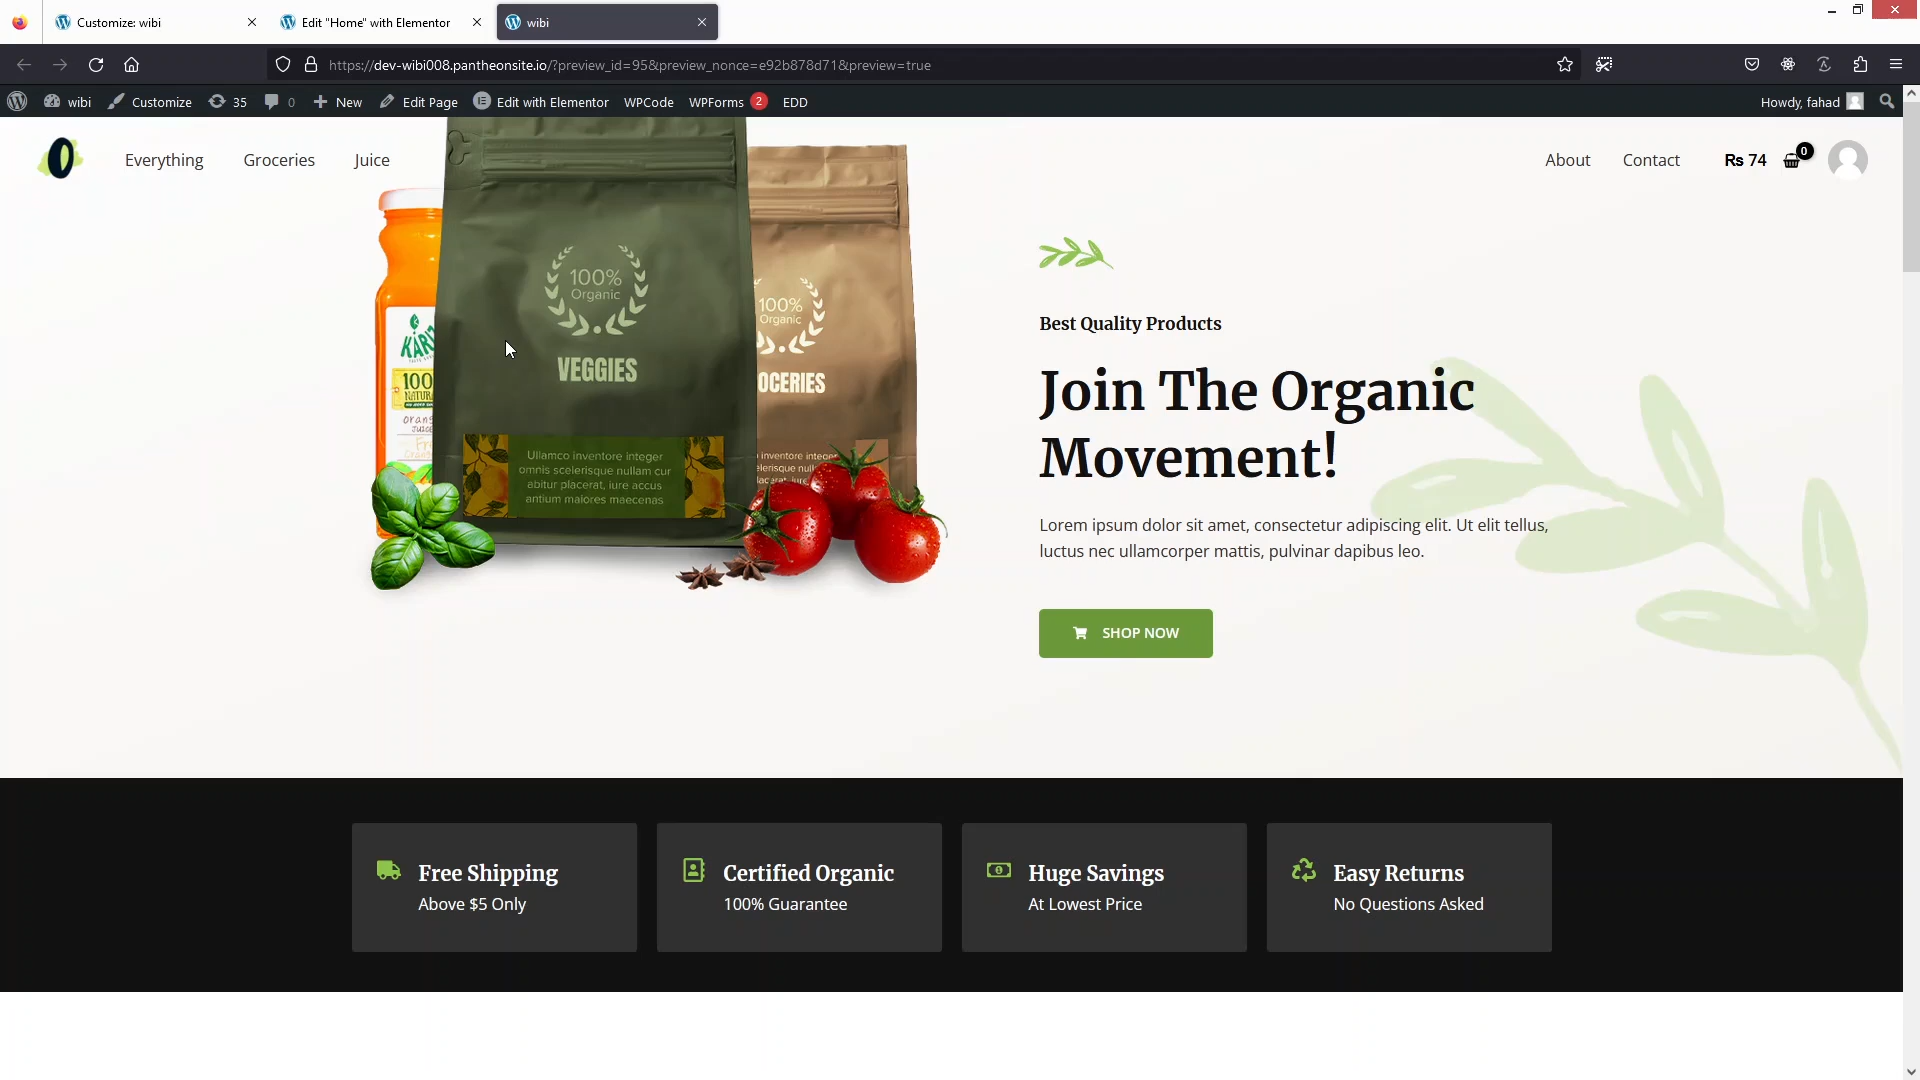 Customize: wibi
Edit "Home" with Elementor
wibi
https://dev-wibi008.pantheonsite.io/?preview_id=95&preview_nonce=e92b878d71&preview=true
wibi
Customize
35
0
New
Edit Page
Edit with Elementor
WPCode
WPForms 2
EDD
Howdy, fahad
Everything
Groceries
Juice
About
Contact
₨ 74
0
100%
Organic
VEGGIES
Ullamco inventore integer
omnis scelerisque nullam cur
abitur placerat, iure accus
antium maiores maecenas
100%
Organic
OCERIES
Best Quality Products
Join The Organic
Movement!
Lorem ipsum dolor sit amet, consectetur adipiscing elit. Ut elit tellus,
luctus nec ullamcorper mattis, pulvinar dapibus leo.
SHOP NOW
Free Shipping
Above $5 Only
Certified Organic
100% Guarantee
Huge Savings
At Lowest Price
Easy Returns
No Questions Asked